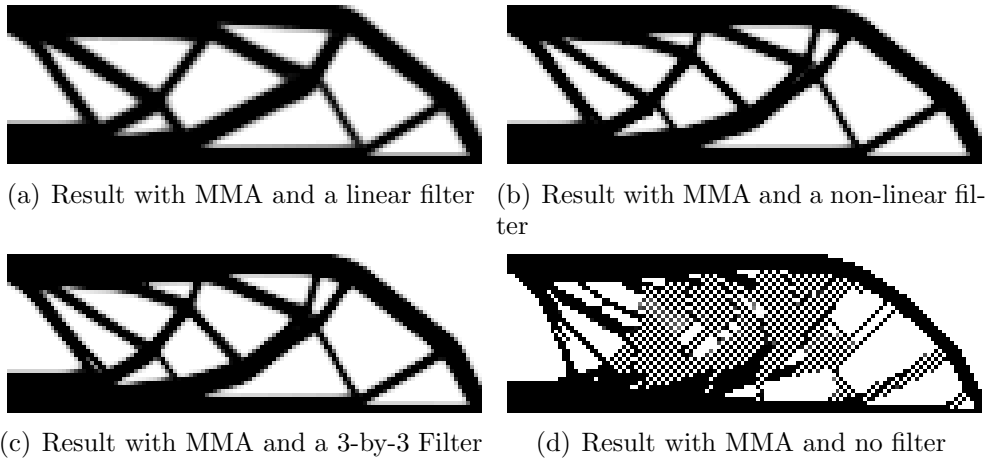 (a) Result with MMA and a linear filter
(b) Result with MMA and a non-linear fil-
ter
(c) Result with MMA and a 3-by-3 Filter
(d) Result with MMA and no filter